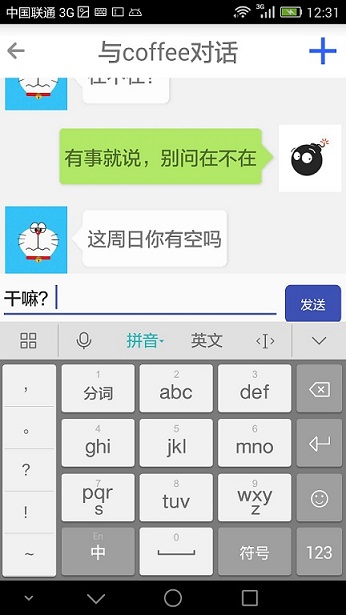 中国联通 3G 3G 12:31
与coffee对话
在不在?
有事就说，别问在不在
这周日你有空吗
干嘛? 发送
拼音 英文
, 1 分词 2 abc 3 def
。 4 ghi 5 jkl 6 mno
? 7 pqrs 8 tuv 9 wxyz
!
~ En 中 0 符号 123